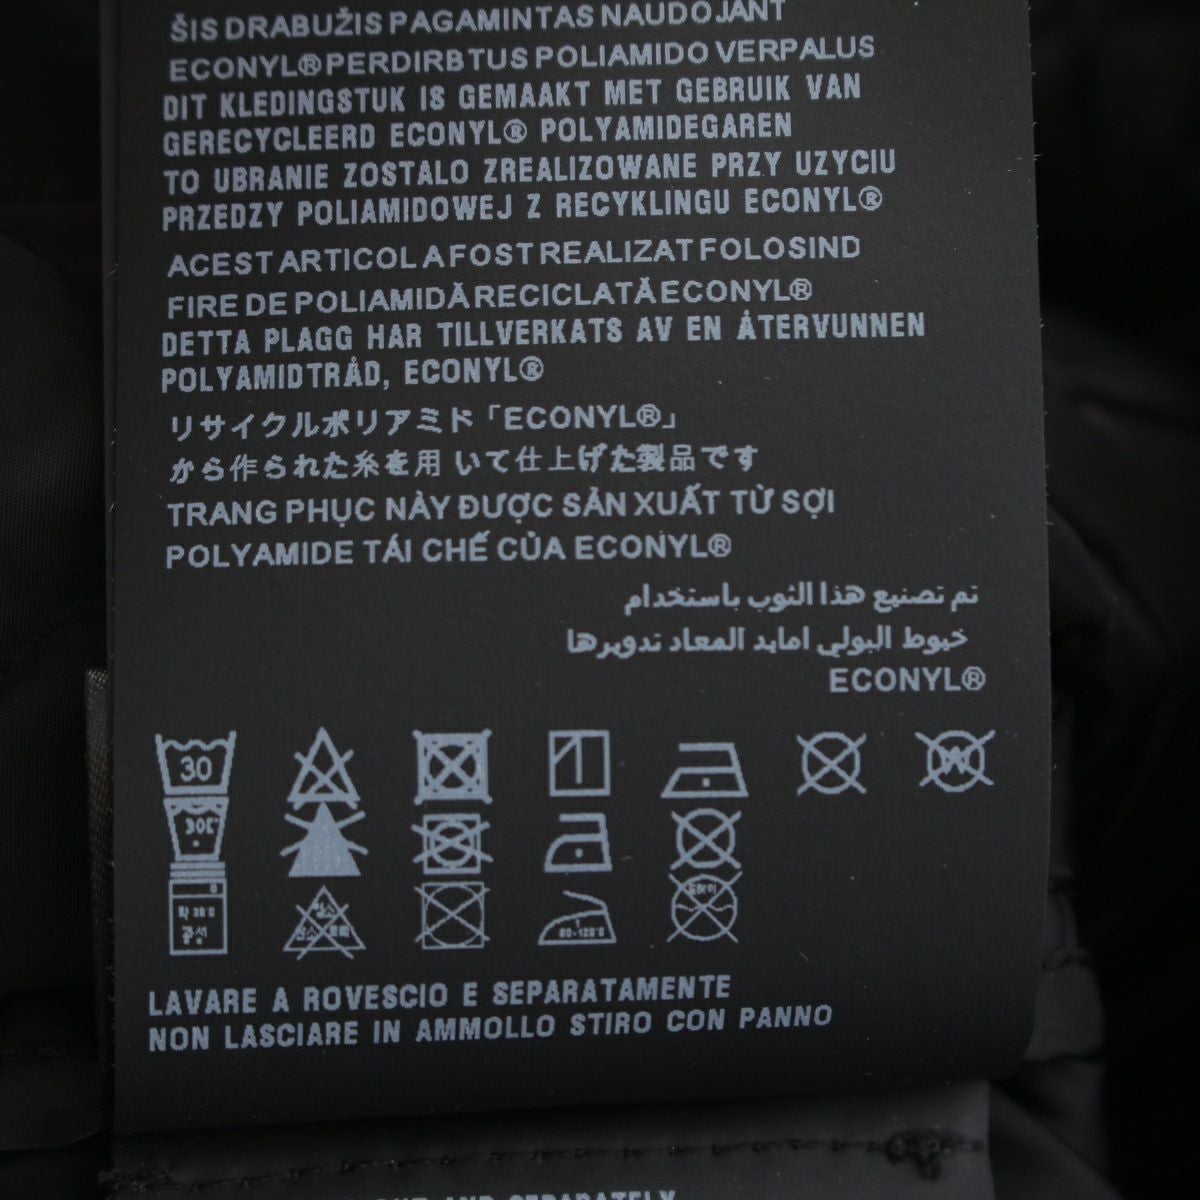 ŠIS DRABUŽIS PAGAMINTAS NAUDOJANT
ECONYL® PERDIRBTUS POLIAMIDO VERPALUS
DIT KLEDINGSTUK IS GEMAAKT MET GEBRUIK VAN
GERECYCLEERD ECONYL® POLYAMIDEGAREN
TO UBRANIE ZOSTALO ZREALIZOWANE PRZY UZYCIU
PRZEDZY POLIAMIDOWEJ Z RECYKLINGU ECONYL®
ACEST ARTICOL A FOST REALIZAT FOLOSIND
FIRE DE POLIAMIDĂ RECICLATĂ ECONYL®
DETTA PLAGG HAR TILLVERKATS AV EN ÅTERVUNNEN
POLYAMIDTRÅD, ECONYL®
リサイクルポリアミド「ECONYL®」
から作られた糸を用 いて仕上げた製品です
TRANG PHỤC NÀY ĐƯỢC SẢN XUẤT TỪ SỢI
POLYAMIDE TÁI CHẾ CỦA ECONYL®
تم تصنيع هذا الثوب باستخدام
خيوط البولي امايد المعاد تدويرها
ECONYL®
30
W
30C
LAVARE A ROVESCIO E SEPARATAMENTE
NON LASCIARE IN AMMOLLO STIRO CON PANNO
AND SEPARATELY